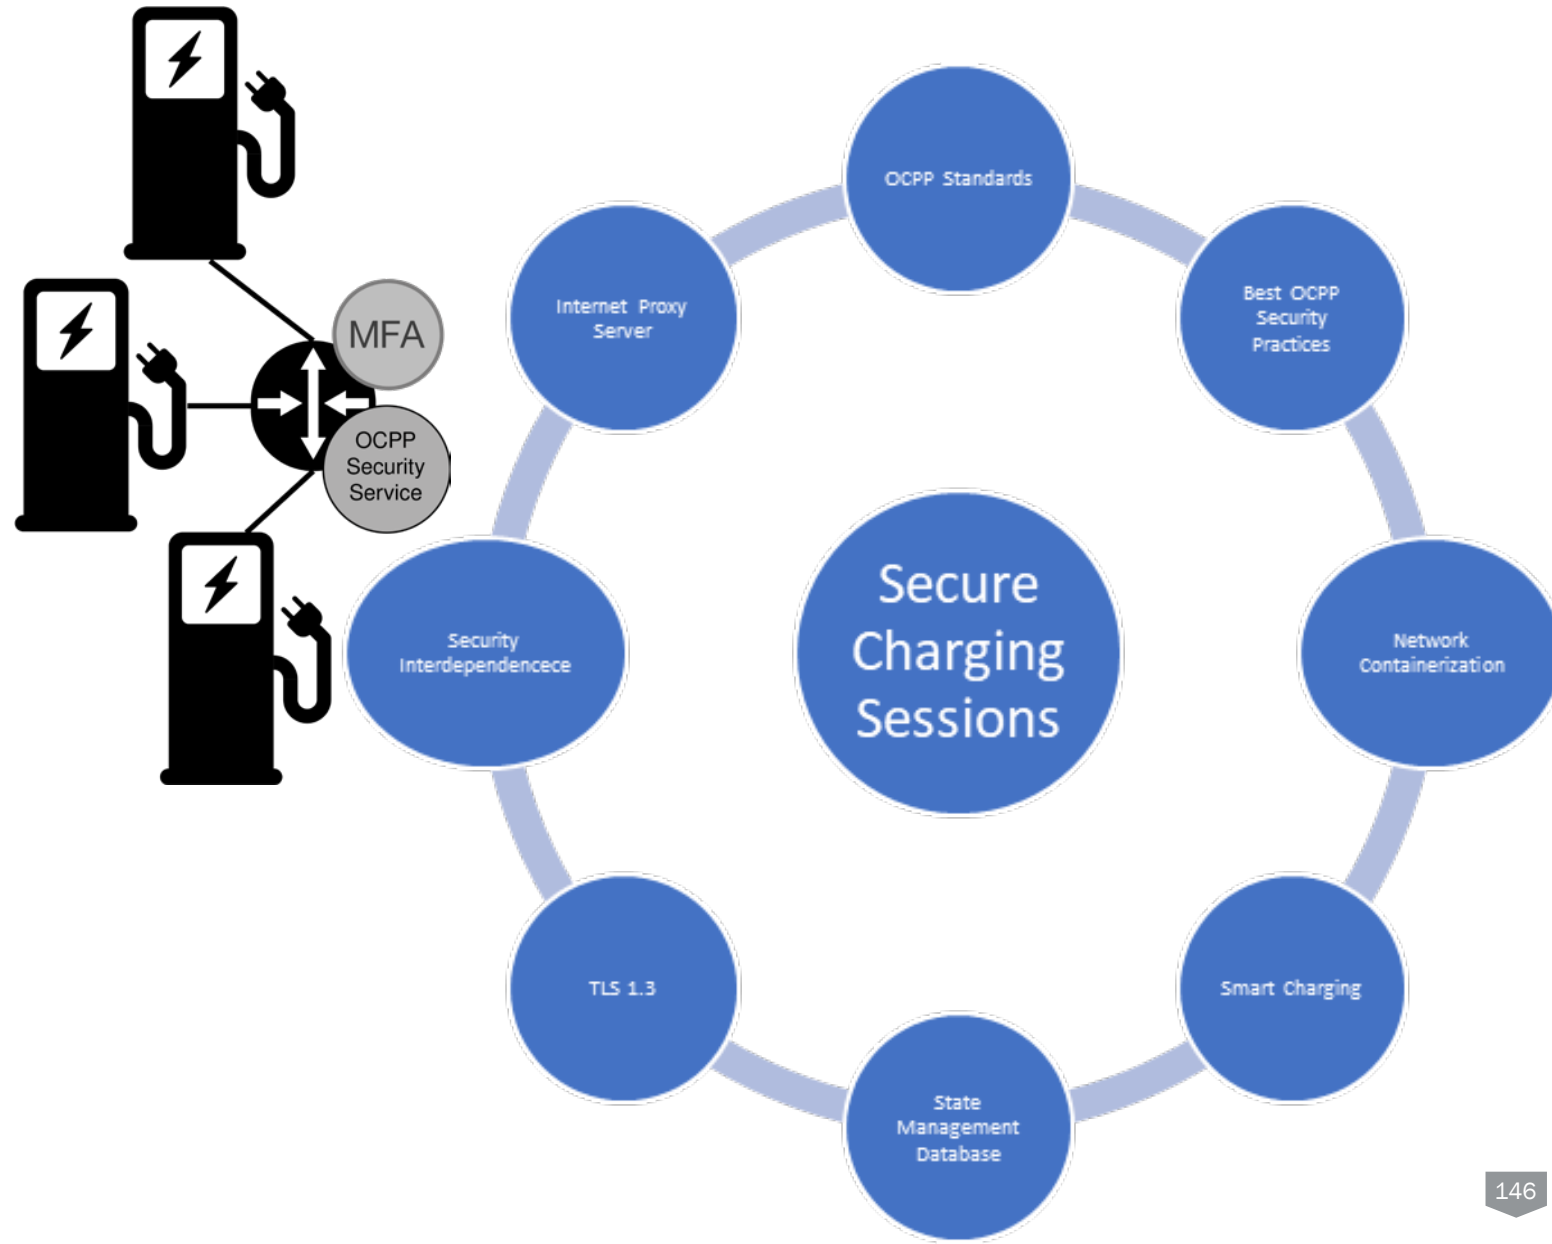 MFA
OCPP
Security
Service
OCPP Standards
Best OCPP
Security
Practices
Network
Containerization
Smart Charging
State
Management
Database
TLS 1.3
Security
Interdependencece
Internet Proxy
Server
Secure
Charging
Sessions
146